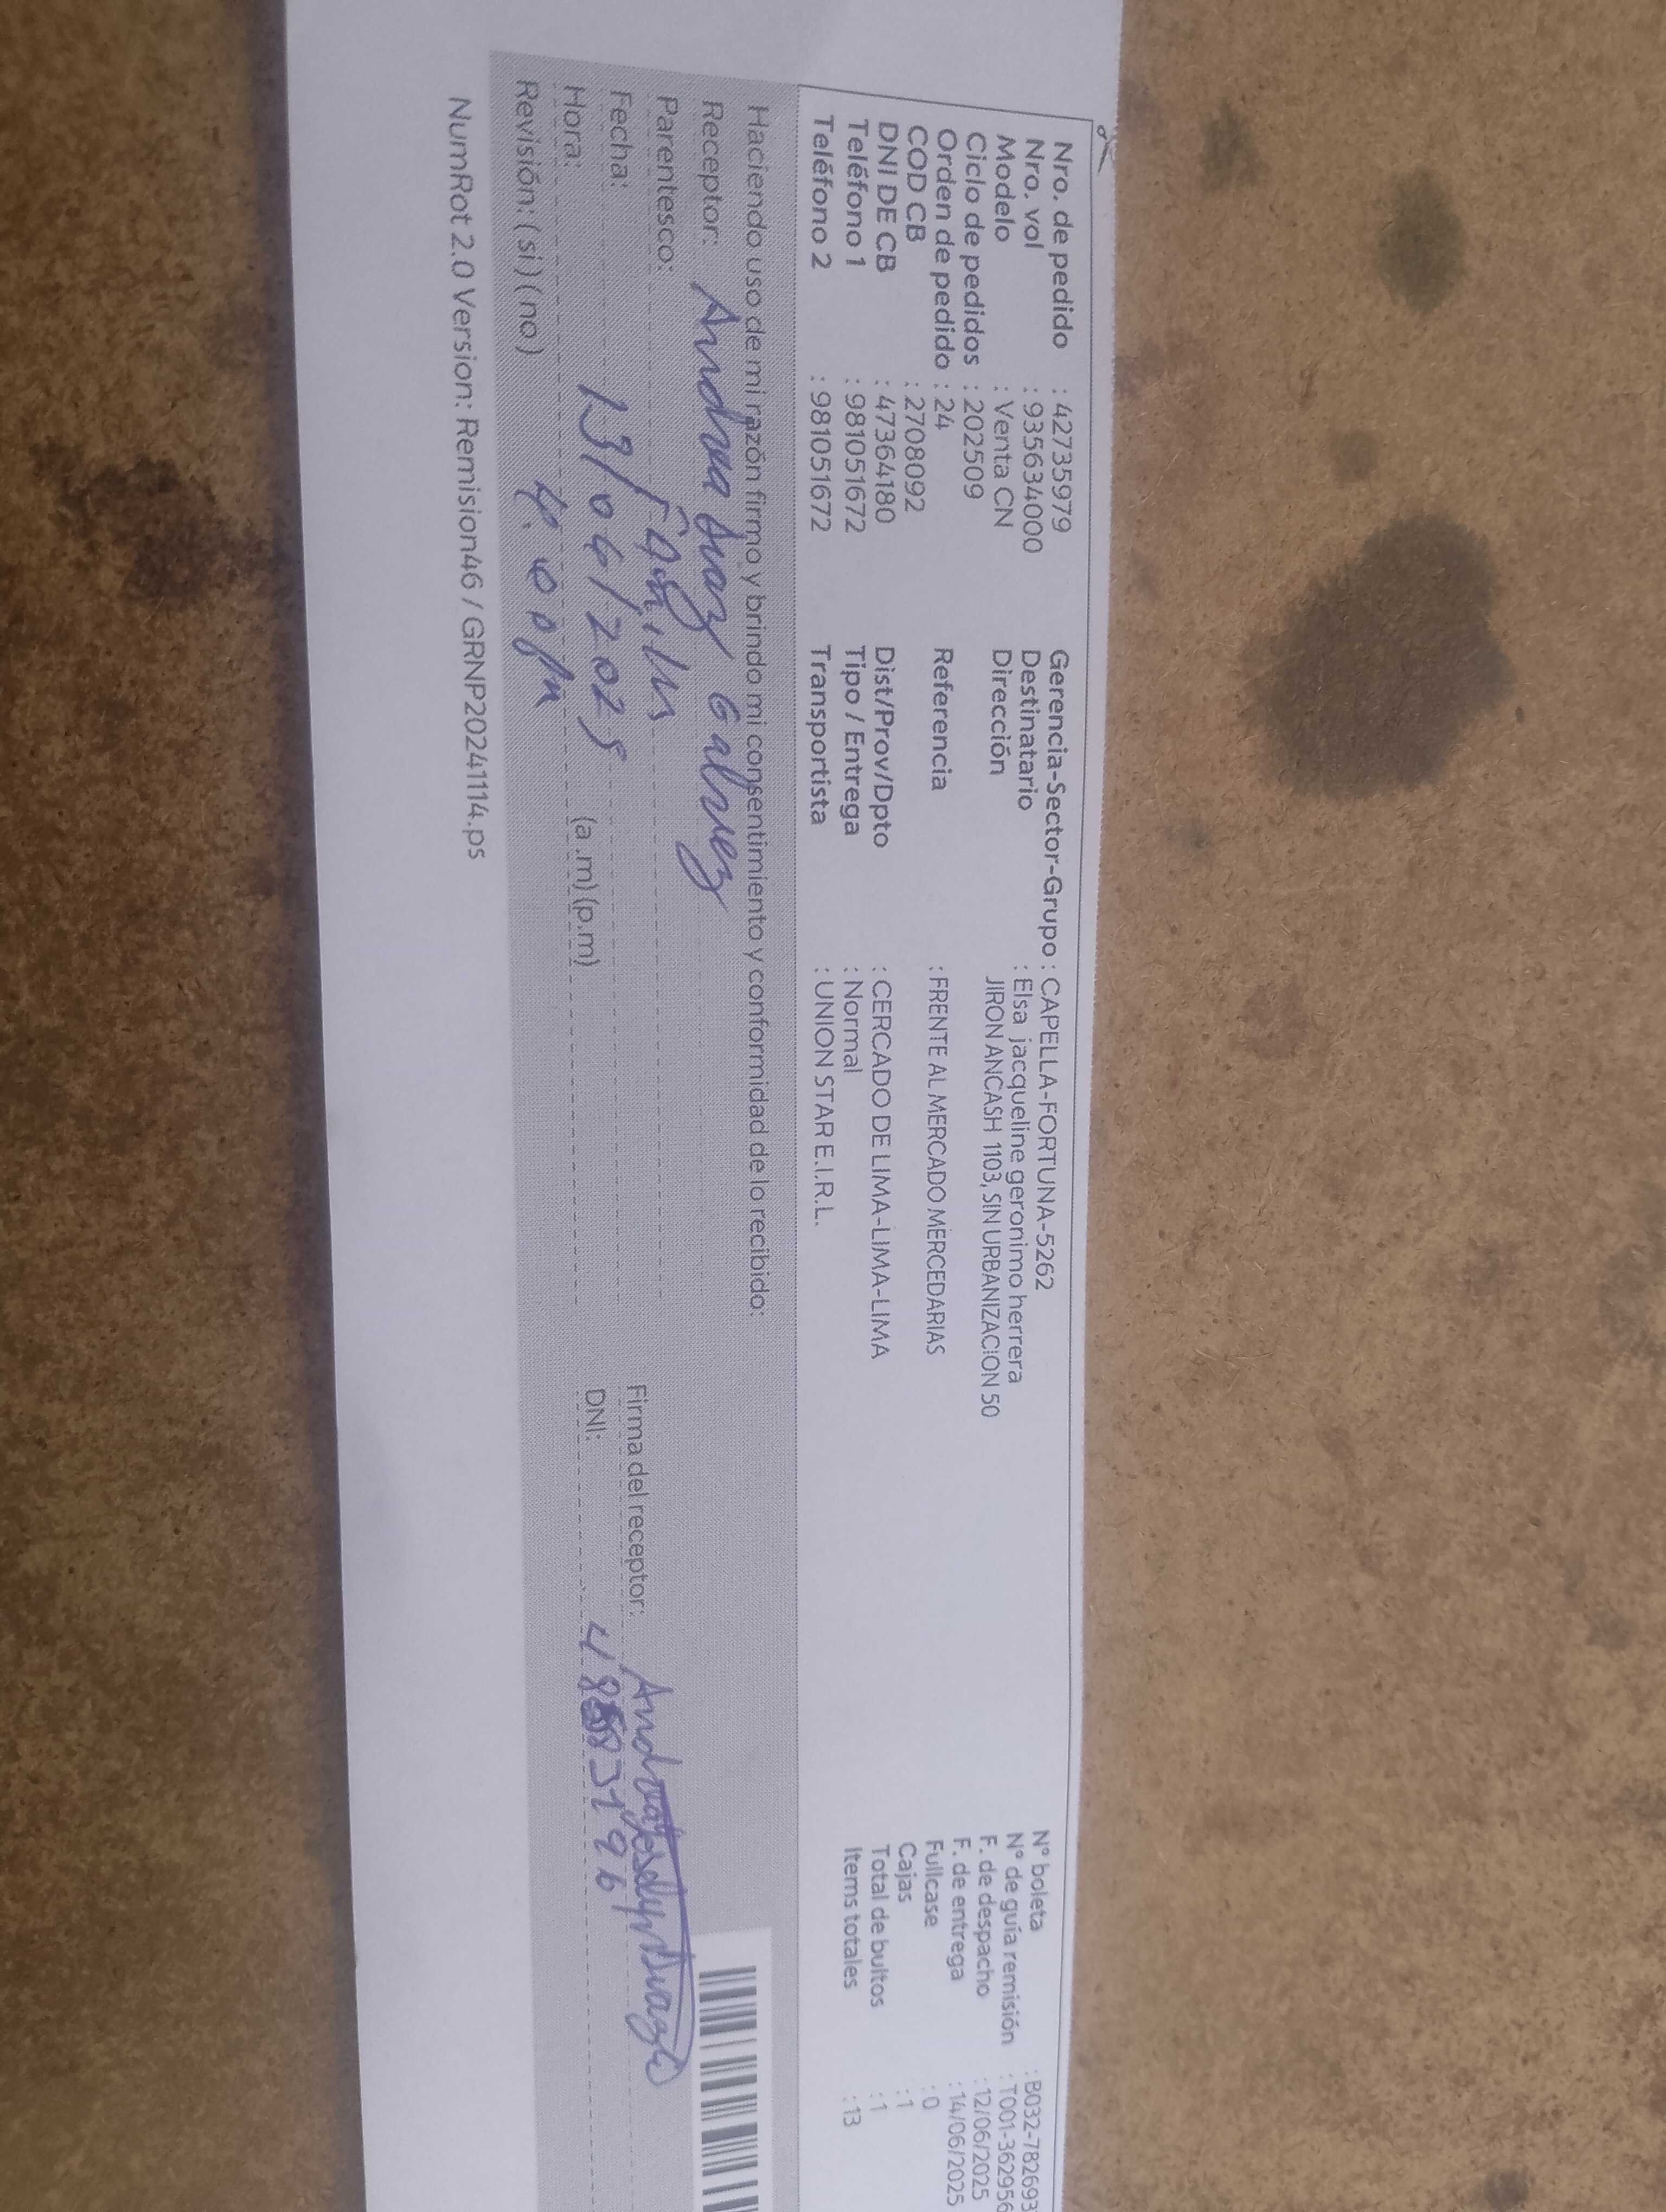 Nro. de pedido : 42735979
Nro. vol : 935634000
Modelo : Venta CN
Ciclo de pedidos : 202509
Orden de pedido : 24
COD CB : 2708092
DNI DE CB : 47364180
Teléfono 1 : 981051672
Teléfono 2 : 981051672
Gerencia-Sector-Grupo : CAPELLA-FORTUNA-5262
Destinatario : Elsa jacqueline geronimo herrera
Dirección JIRON ANCASH 1103, SIN URBANIZACION 50
Referencia : FRENTE AL MERCADO MERCEDARIAS
Dist/Prov/Dpto : CERCADO DE LIMA-LIMA-LIMA
Tipo / Entrega : Normal
Transportista : UNION STAR E.I.R.L.
N° boleta : B032-782693
N° de guía remisión : T001-362956
F. de despacho : 12/06/2025
F. de entrega : 14/06/2025
Fullcase : 0
Cajas : 1
Total de bultos : 1
Items totales : 13
Haciendo uso de mi razón firmo y brindo mi consentimiento y conformidad de lo recibido:
Receptor: Galvez
Parentesco:
Fecha: 13/06/2025
Hora: (a .m) (p.m)
Revisión: ( si ) ( no )
Firma del receptor:
DNI:
NumRot 2.0 Version: Remision46 / GRNP20241114.ps